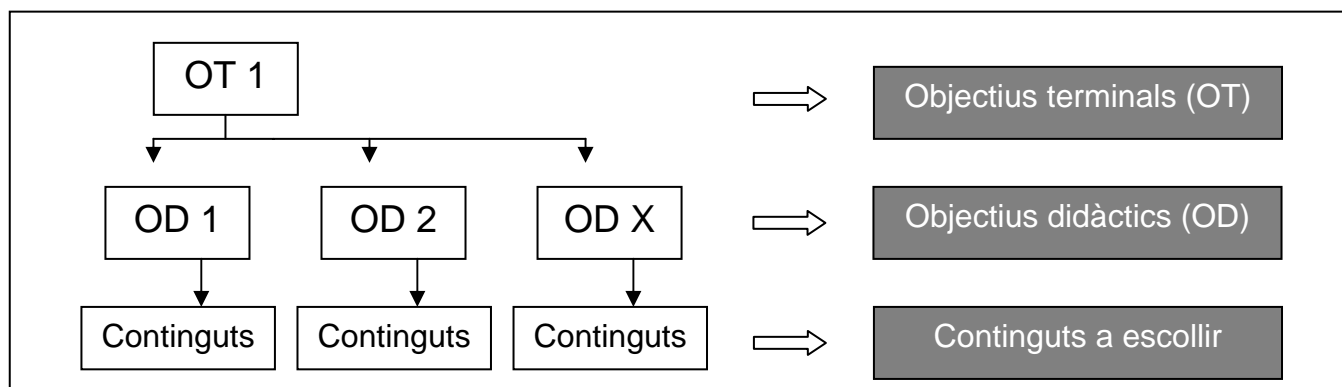 OT 1
Objectius terminals (OT)
OD 1
OD 2
OD X
Objectius didàctics (OD)
Continguts
Continguts
Continguts
Continguts a escollir